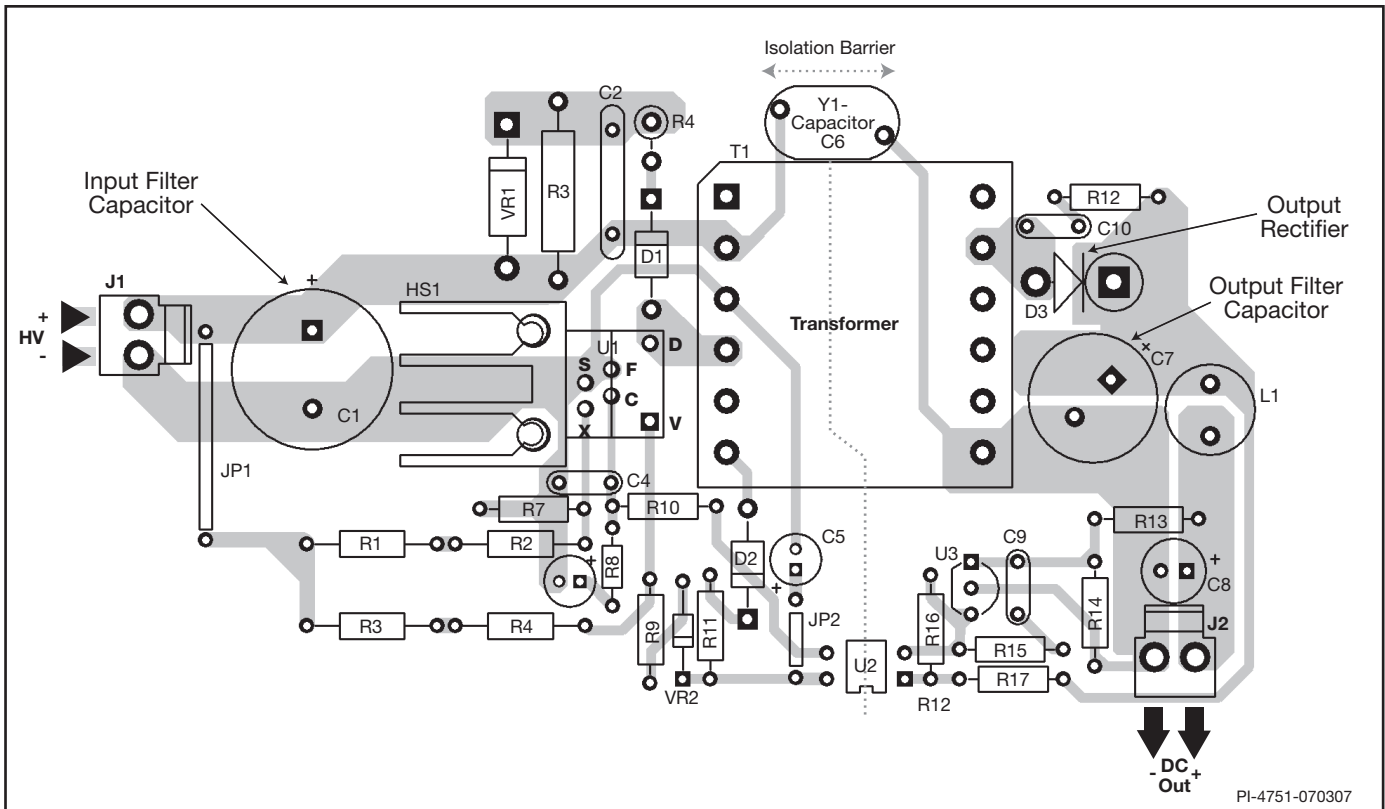 Isolation Barrier
Y1-
Capacitor
C6
C2
R4
T1
Input Filter
Capacitor
VR1
R3
R12
C10
Output
Rectifier
D1
+
J1
HS1
D3
Output Filter
Capacitor
+
HV
-
Transformer
U1
D
S
F
C
X
V
+
C7
C1
L1
JP1
C4
R7
R10
R13
R1
R2
R8
+
D2
C5
+
U3
C9
+
C8
R3
R4
R9
R11
JP2
R16
R14
J2
R15
U2
R17
VR2
R12
- DC +
Out
PI-4751-070307